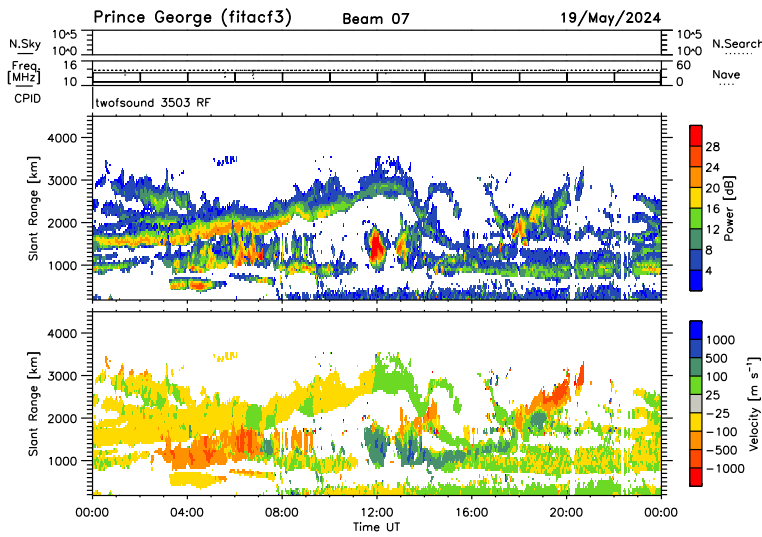 Prince George (fitacf3) Beam 07 19/May/2024
N.Sky 10^5 10^0 10^5 10^0 N.Search
Freq. [MHz] 16 10 60 0 Nave
CPID twofsound 3503 RF
Slant Range [km] 4000 3000 2000 1000
28 24 20 16 12 8 4 Power [dB]
Slant Range [km] 4000 3000 2000 1000
1000 500 100 25 -25 -100 -500 -1000 Velocity [m s⁻¹]
00:00 04:00 08:00 12:00 16:00 20:00 00:00
Time UT